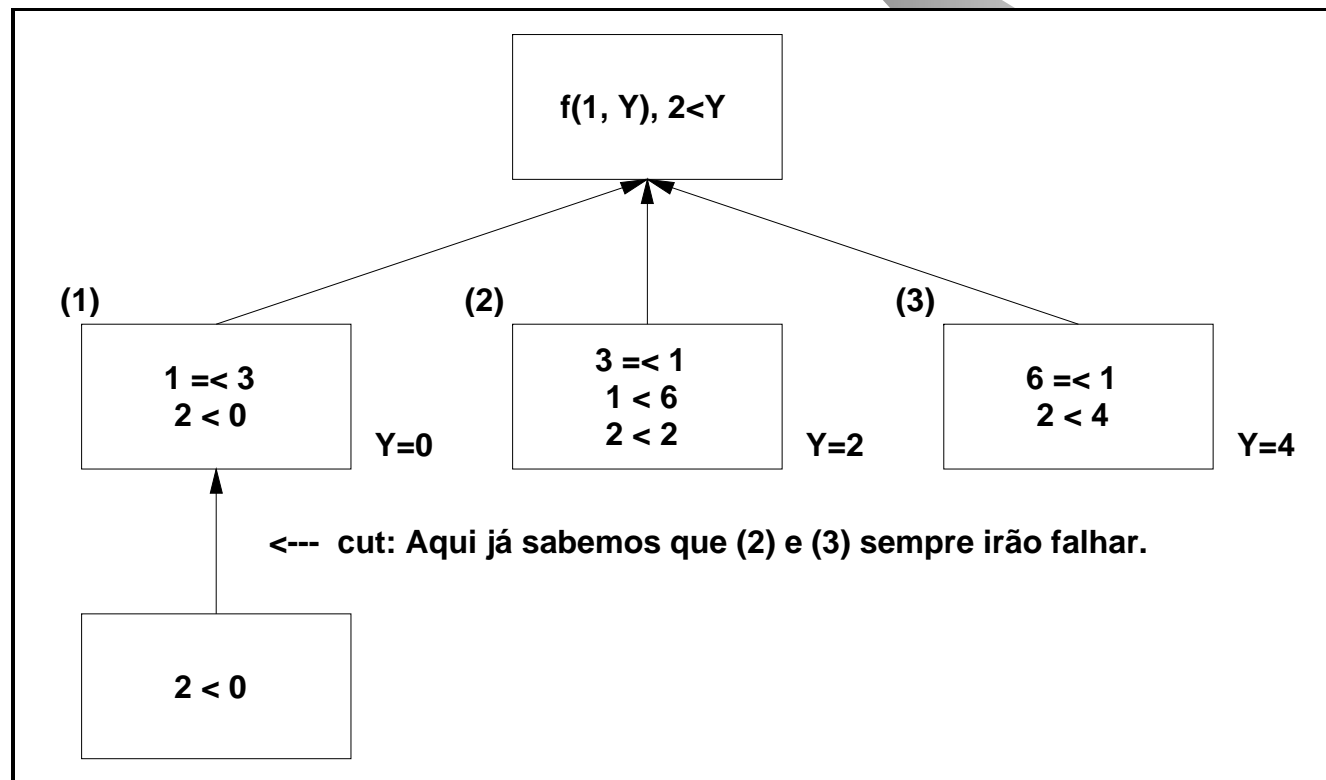 f(1, Y), 2<Y
(1)
1 =< 3
2 < 0
Y=0
(2)
3 =< 1
1 < 6
2 < 2
Y=2
(3)
6 =< 1
2 < 4
Y=4
<--- cut: Aqui já sabemos que (2) e (3) sempre irão falhar.
2 < 0